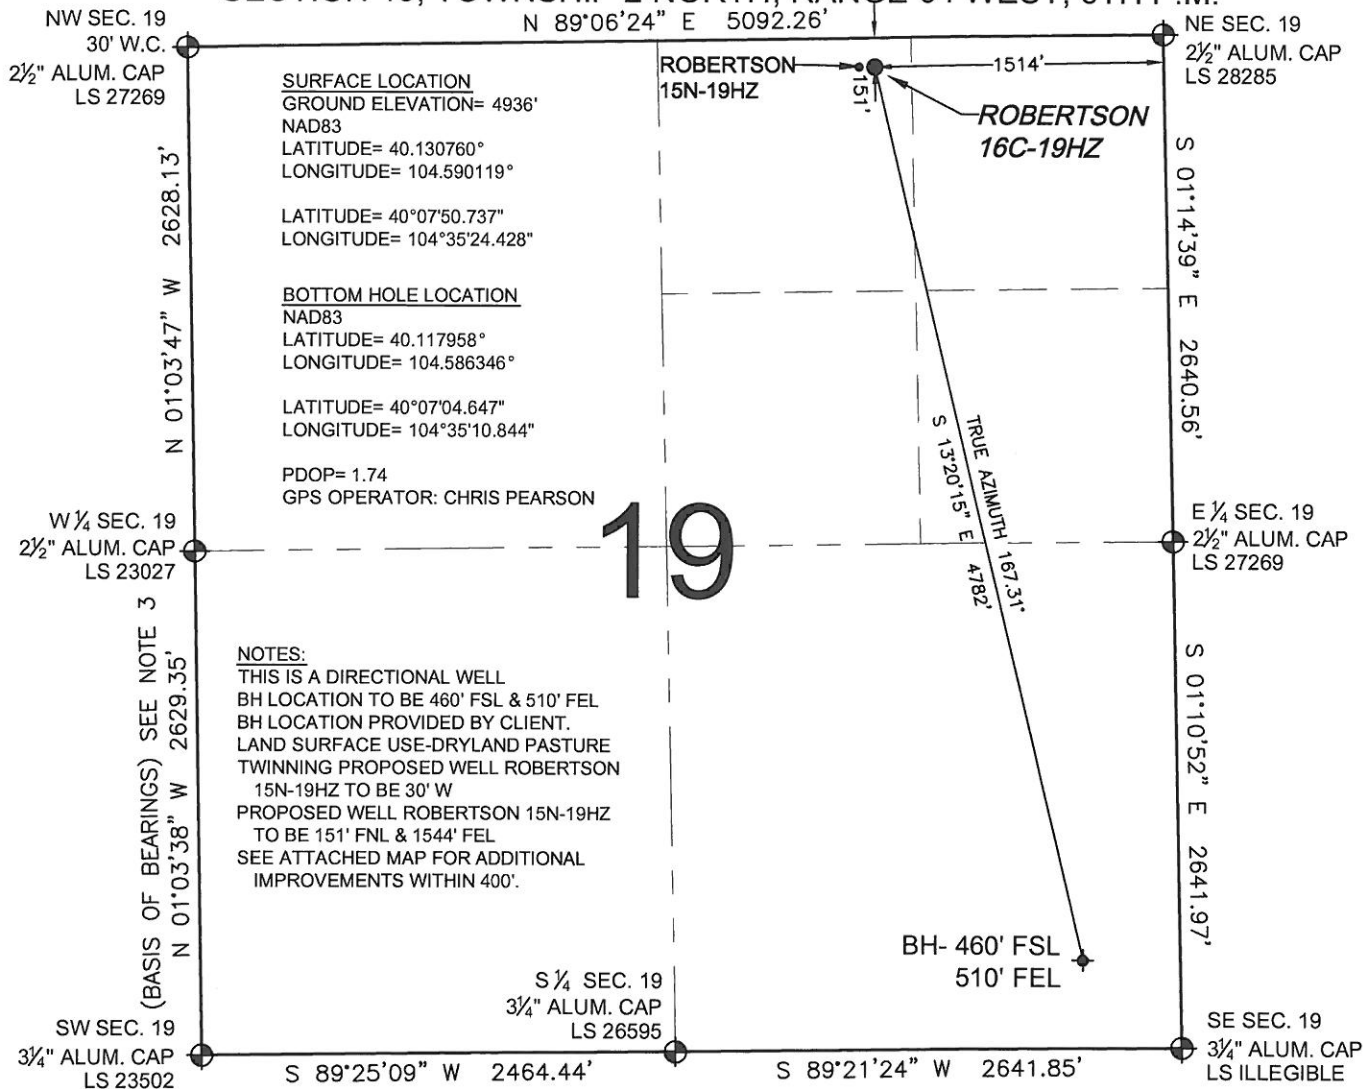 N 89°06'24" E 5092.26'
NW SEC. 19
30' W.C.
2½" ALUM. CAP
LS 27269
NE SEC. 19
2½" ALUM. CAP
LS 28285
ROBERTSON
15N-19HZ
151'
1514'
ROBERTSON
16C-19HZ
SURFACE LOCATION
GROUND ELEVATION= 4936'
NAD83
LATITUDE= 40.130760°
LONGITUDE= 104.590119°
LATITUDE= 40°07'50.737"
LONGITUDE= 104°35'24.428"
BOTTOM HOLE LOCATION
NAD83
LATITUDE= 40.117958°
LONGITUDE= 104.586346°
LATITUDE= 40°07'04.647"
LONGITUDE= 104°35'10.844"
PDOP= 1.74
GPS OPERATOR: CHRIS PEARSON
N 01°03'47" W 2628.13'
S 01°14'39" E 2640.56'
TRUE AZIMUTH 167.31°
S 13°20'15" E 4782'
W ¼ SEC. 19
2½" ALUM. CAP
LS 23027
19
E ¼ SEC. 19
2½" ALUM. CAP
LS 27269
(BASIS OF BEARINGS) SEE NOTE 3
N 01°03'38" W 2629.35'
NOTES:
THIS IS A DIRECTIONAL WELL
BH LOCATION TO BE 460' FSL & 510' FEL
BH LOCATION PROVIDED BY CLIENT.
LAND SURFACE USE-DRYLAND PASTURE
TWINNING PROPOSED WELL ROBERTSON
15N-19HZ TO BE 30' W
PROPOSED WELL ROBERTSON 15N-19HZ
TO BE 151' FNL & 1544' FEL
SEE ATTACHED MAP FOR ADDITIONAL
IMPROVEMENTS WITHIN 400'.
S 01°10'52" E 2641.97'
BH- 460' FSL
510' FEL
S ¼ SEC. 19
3¼" ALUM. CAP
LS 26595
SW SEC. 19
3¼" ALUM. CAP
LS 23502
SE SEC. 19
3¼" ALUM. CAP
LS ILLEGIBLE
S 89°25'09" W 2464.44'
S 89°21'24" W 2641.85'